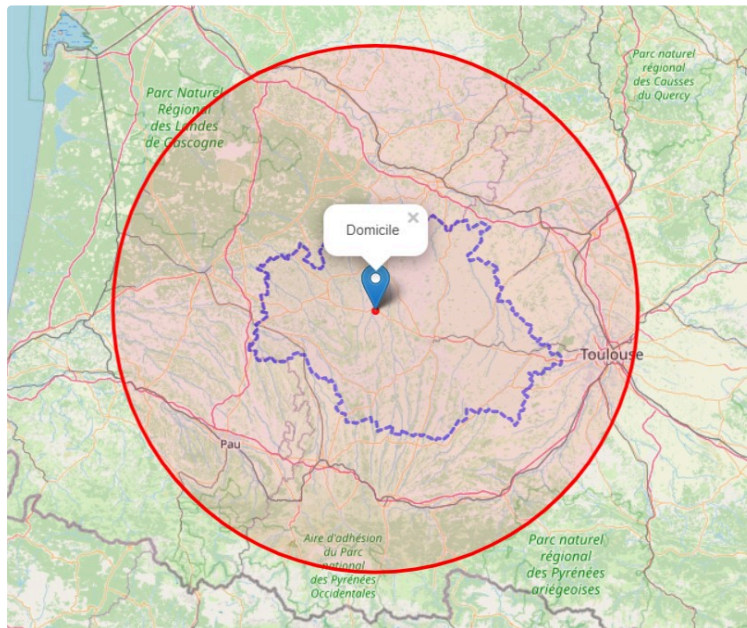 Parc naturel
régional
des Causses
du Quercy
Parc Naturel
Régional
des Landes
de Gascogne
Domicile
×
Toulouse
Pau
Aire d'adhésion
du Parc
national
des Pyrénées
Occidentales
Parc naturel
régional
des Pyrénées
ariégeoises